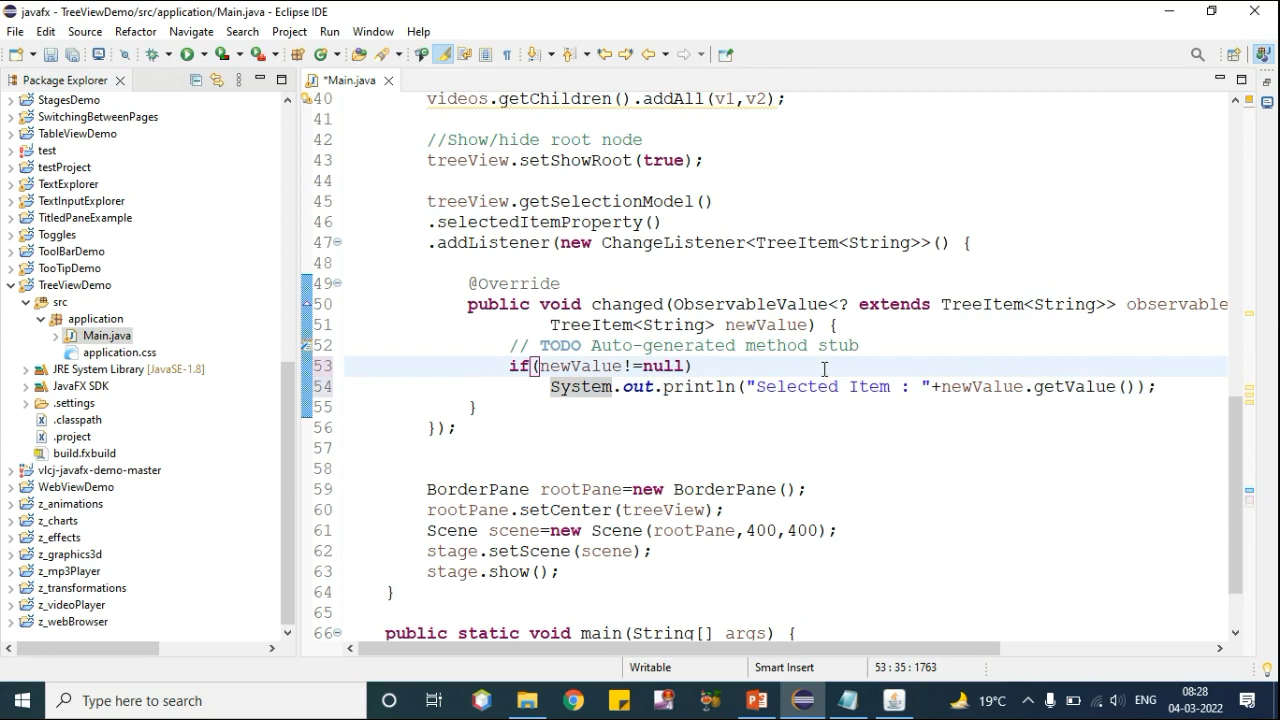 javafx - TreeViewDemo/src/application/Main.java - Eclipse IDE
File Edit Source Refactor Navigate Search Project Run Window Help
Package Explorer
*Main.java
StagesDemo
SwitchingBetweenPages
TableViewDemo
test
testProject
TextExplorer
TextInputExplorer
TitledPaneExample
Toggles
ToolBarDemo
TooTipDemo
TreeViewDemo
src
application
Main.java
application.css
JRE System Library [JavaSE-1.8]
JavaFX SDK
.settings
.classpath
.project
build.fxbuild
vlcj-javafx-demo-master
WebViewDemo
z_animations
z_charts
z_effects
z_graphics3d
z_mp3Player
z_transformations
z_videoPlayer
z_webBrowser
40 videos.getChildren().addAll(v1,v2);
41
42 //Show/hide root node
43 treeView.setShowRoot(true);
44
45 treeView.getSelectionModel()
46 .selectedItemProperty()
47 .addListener(new ChangeListener<TreeItem<String>>() {
48
49 @Override
50 public void changed(ObservableValue<? extends TreeItem<String>> observable
51 TreeItem<String> newValue) {
52 // TODO Auto-generated method stub
53 if(newValue!=null)
54 System.out.println("Selected Item : "+newValue.getValue());
55 }
56 });
57
58
59 BorderPane rootPane=new BorderPane();
60 rootPane.setCenter(treeView);
61 Scene scene=new Scene(rootPane,400,400);
62 stage.setScene(scene);
63 stage.show();
64 }
65
66 public static void main(String[] args) {
Writable Smart Insert 53 : 35 : 1763
Type here to search
19°C ENG 08:28
04-03-2022